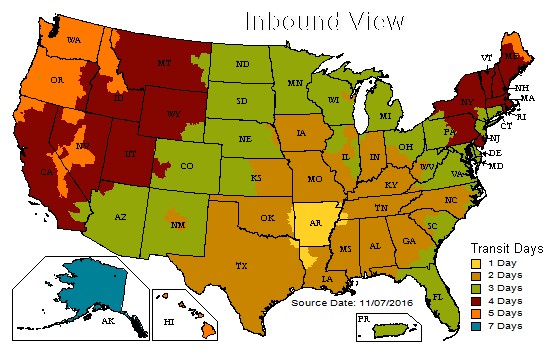 Inbound View
WA
OR
CA
NV
ID
MT
WY
UT
AZ
CO
NM
ND
SD
NE
KS
OK
TX
MN
IA
MO
AR
LA
WI
IL
MI
IN
OH
KY
TN
MS
AL
GA
FL
SC
NC
VA
WV
PA
NY
VT
ME
NH
MA
RI
CT
NJ
DE
MD
AK
HI
PR
Source Date: 11/07/2016
Transit Days
1 Day
2 Days
3 Days
4 Days
5 Days
7 Days